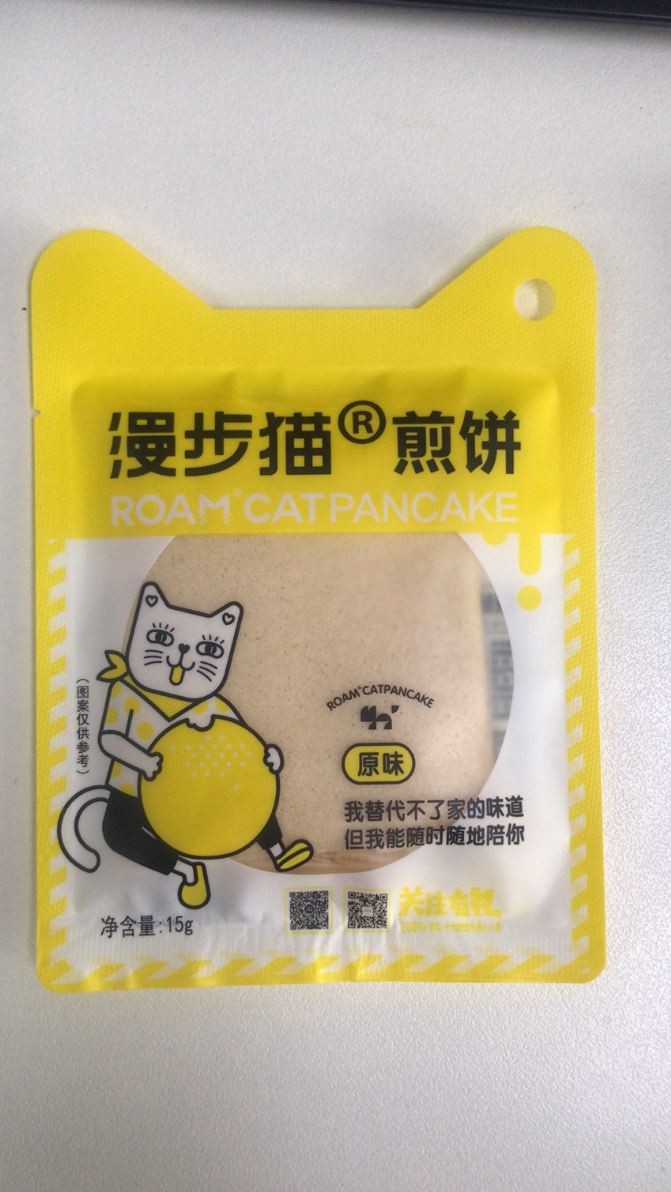 漫步猫®煎饼
ROAM®CATPANCAKE
(图案仅供参考)
ROAM®CATPANCAKE
原味
我替代不了家的味道
但我能随时随地陪你
净含量:15g
关注有礼